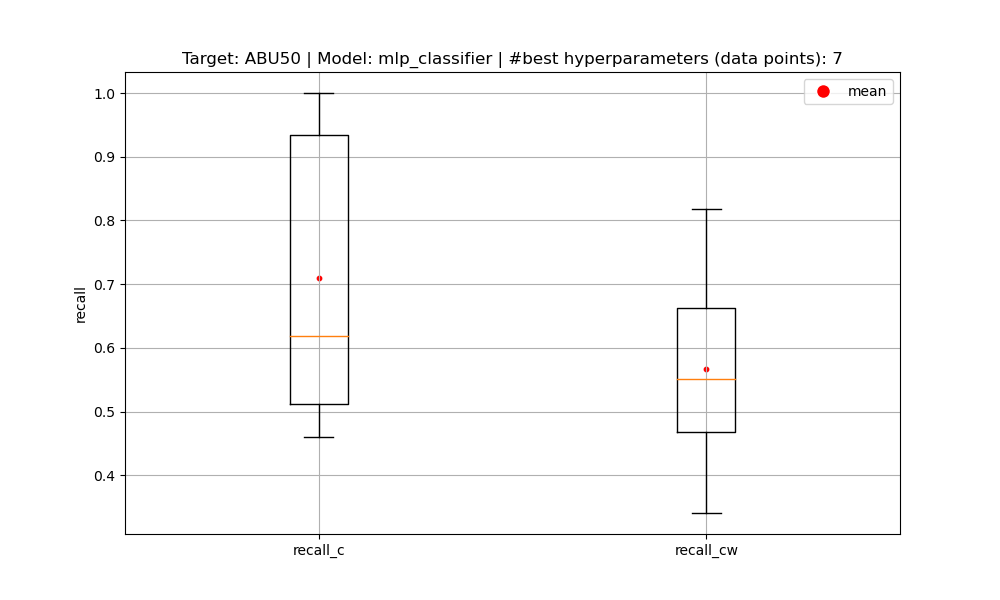 Target: ABU50 | Model: mlp_classifier | #best hyperparameters (data points): 7
mean
1.0
0.9
0.8
0.7
0.6
0.5
0.4
recall
recall_c
recall_cw